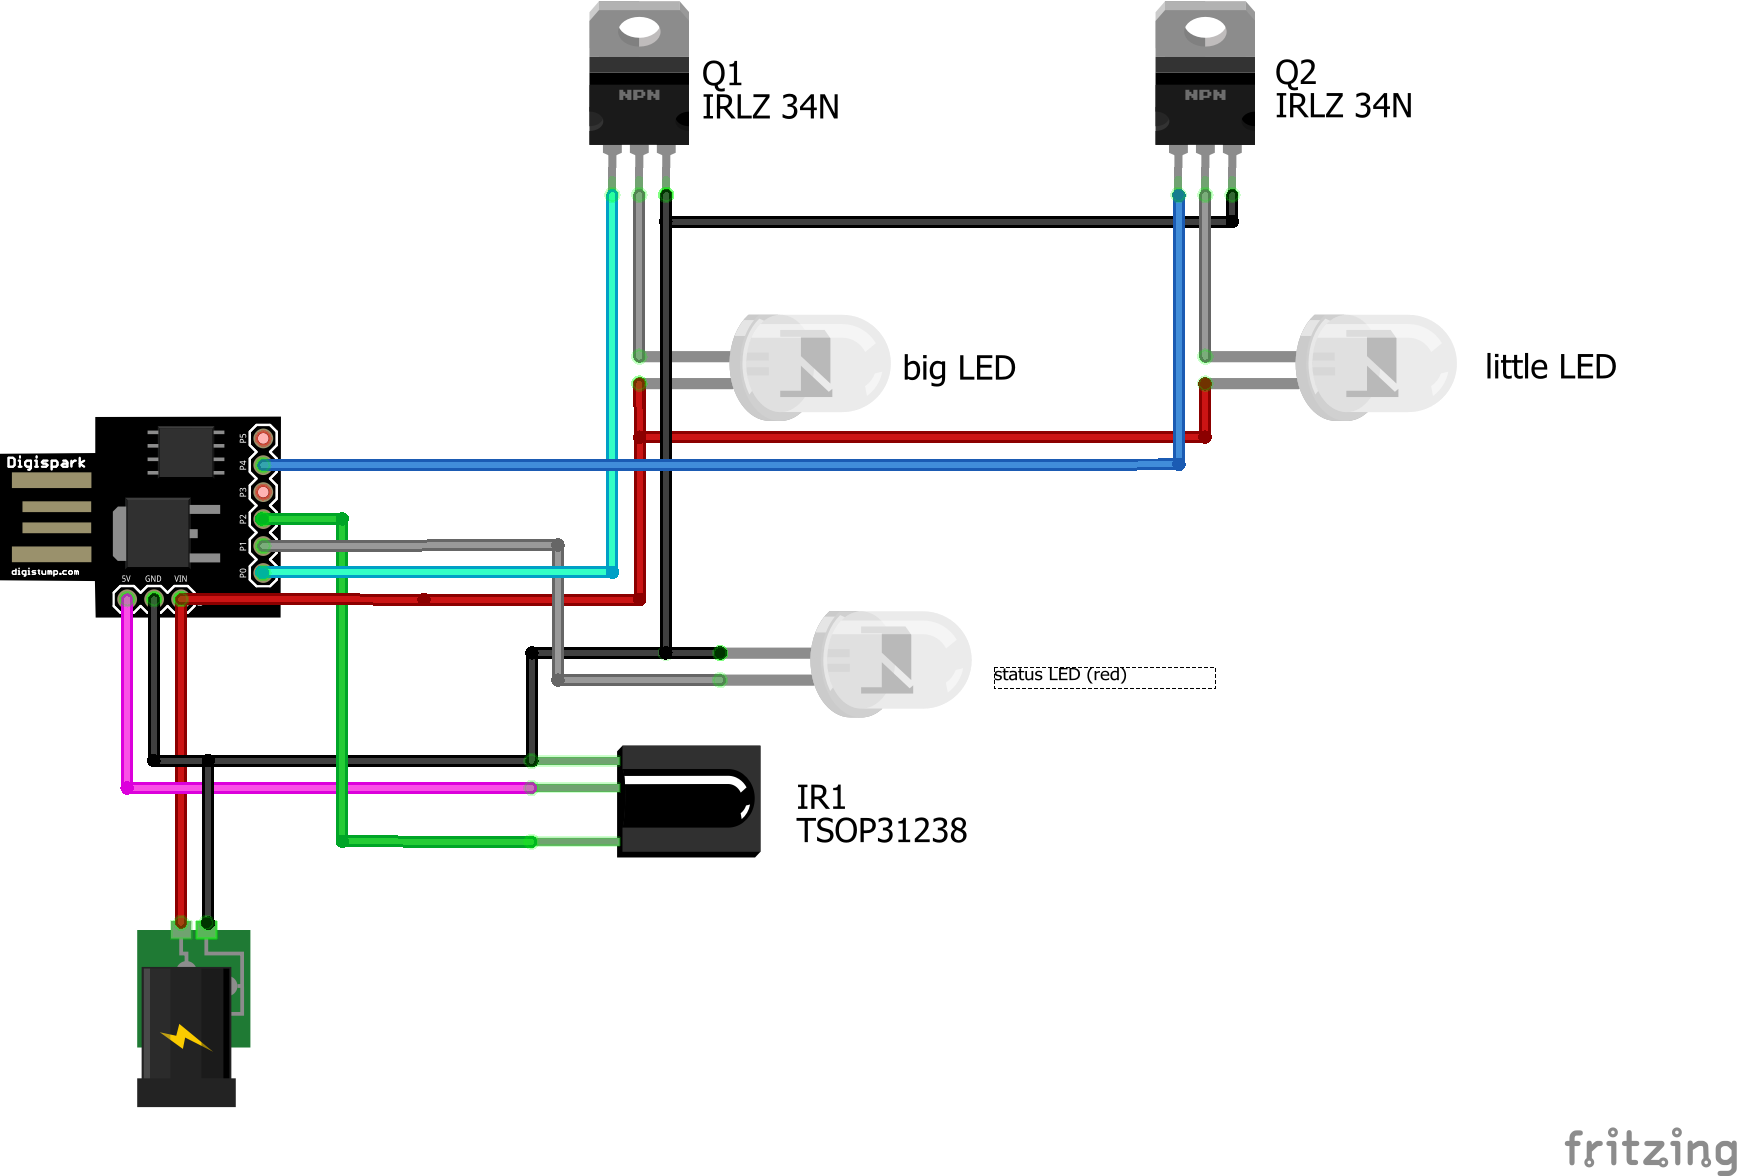 Q1
IRLZ 34N
NPN
Q2
IRLZ 34N
NPN
big LED
little LED
Digispark
digistump.com
P5
P4
P3
P2
P1
P0
5V
GND
VIN
status LED (red)
IR1
TSOP31238
fritzing